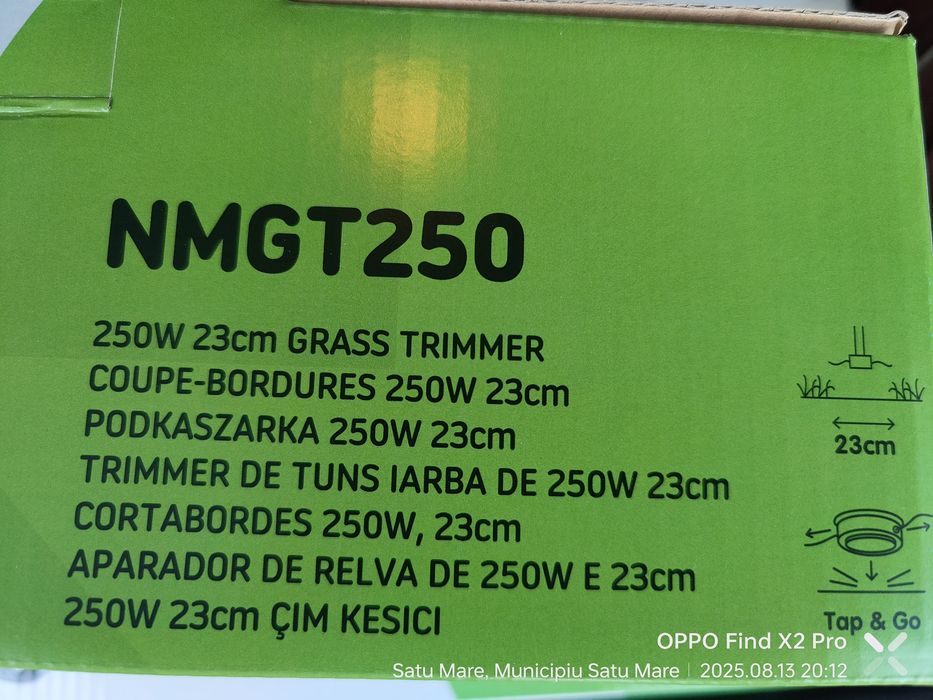 NMGT250
250W 23cm GRASS TRIMMER
COUPE-BORDURES 250W 23cm
PODKASZARKA 250W 23cm
TRIMMER DE TUNS IARBA DE 250W 23cm
CORTABORDES 250W, 23cm
APARADOR DE RELVA DE 250W E 23cm
250W 23cm ÇIM KESICI
23cm
Tap & Go
OPPO Find X2 Pro
Satu Mare, Municipiu Satu Mare | 2025.08.13 20:12